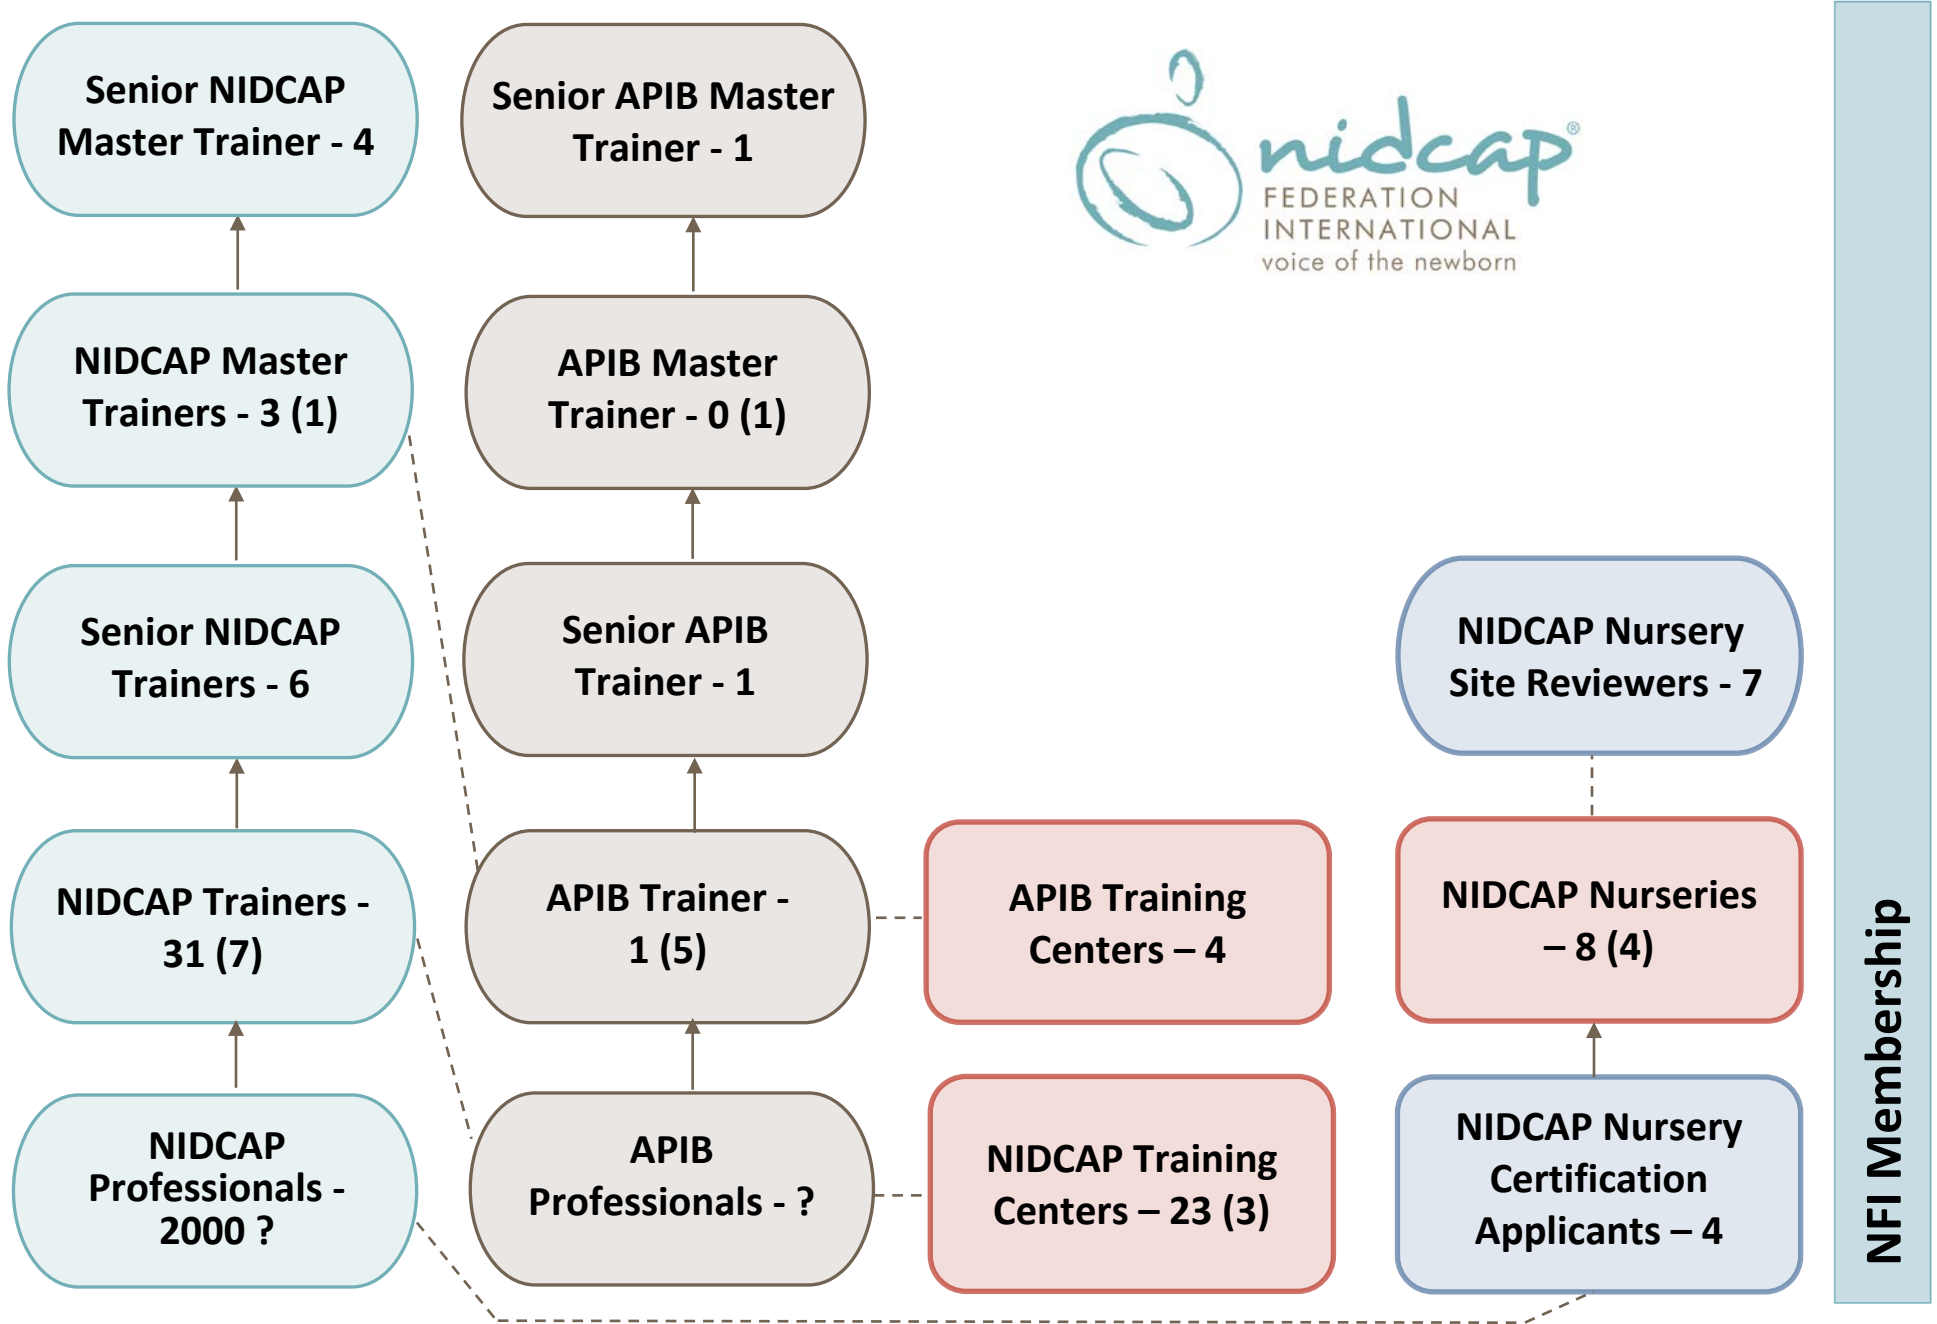 Senior NIDCAP
Master Trainer - 4
NIDCAP Master
Trainers - 3 (1)
Senior NIDCAP
Trainers - 6
NIDCAP Trainers -
31 (7)
NIDCAP
Professionals -
2000 ?
Senior APIB Master
Trainer - 1
APIB Master
Trainer - 0 (1)
Senior APIB
Trainer - 1
APIB Trainer -
1 (5)
APIB
Professionals - ?
nidcap®
FEDERATION
INTERNATIONAL
voice of the newborn
APIB Training
Centers – 4
NIDCAP Training
Centers – 23 (3)
NIDCAP Nursery
Site Reviewers - 7
NIDCAP Nurseries
– 8 (4)
NIDCAP Nursery
Certification
Applicants – 4
NFI Membership